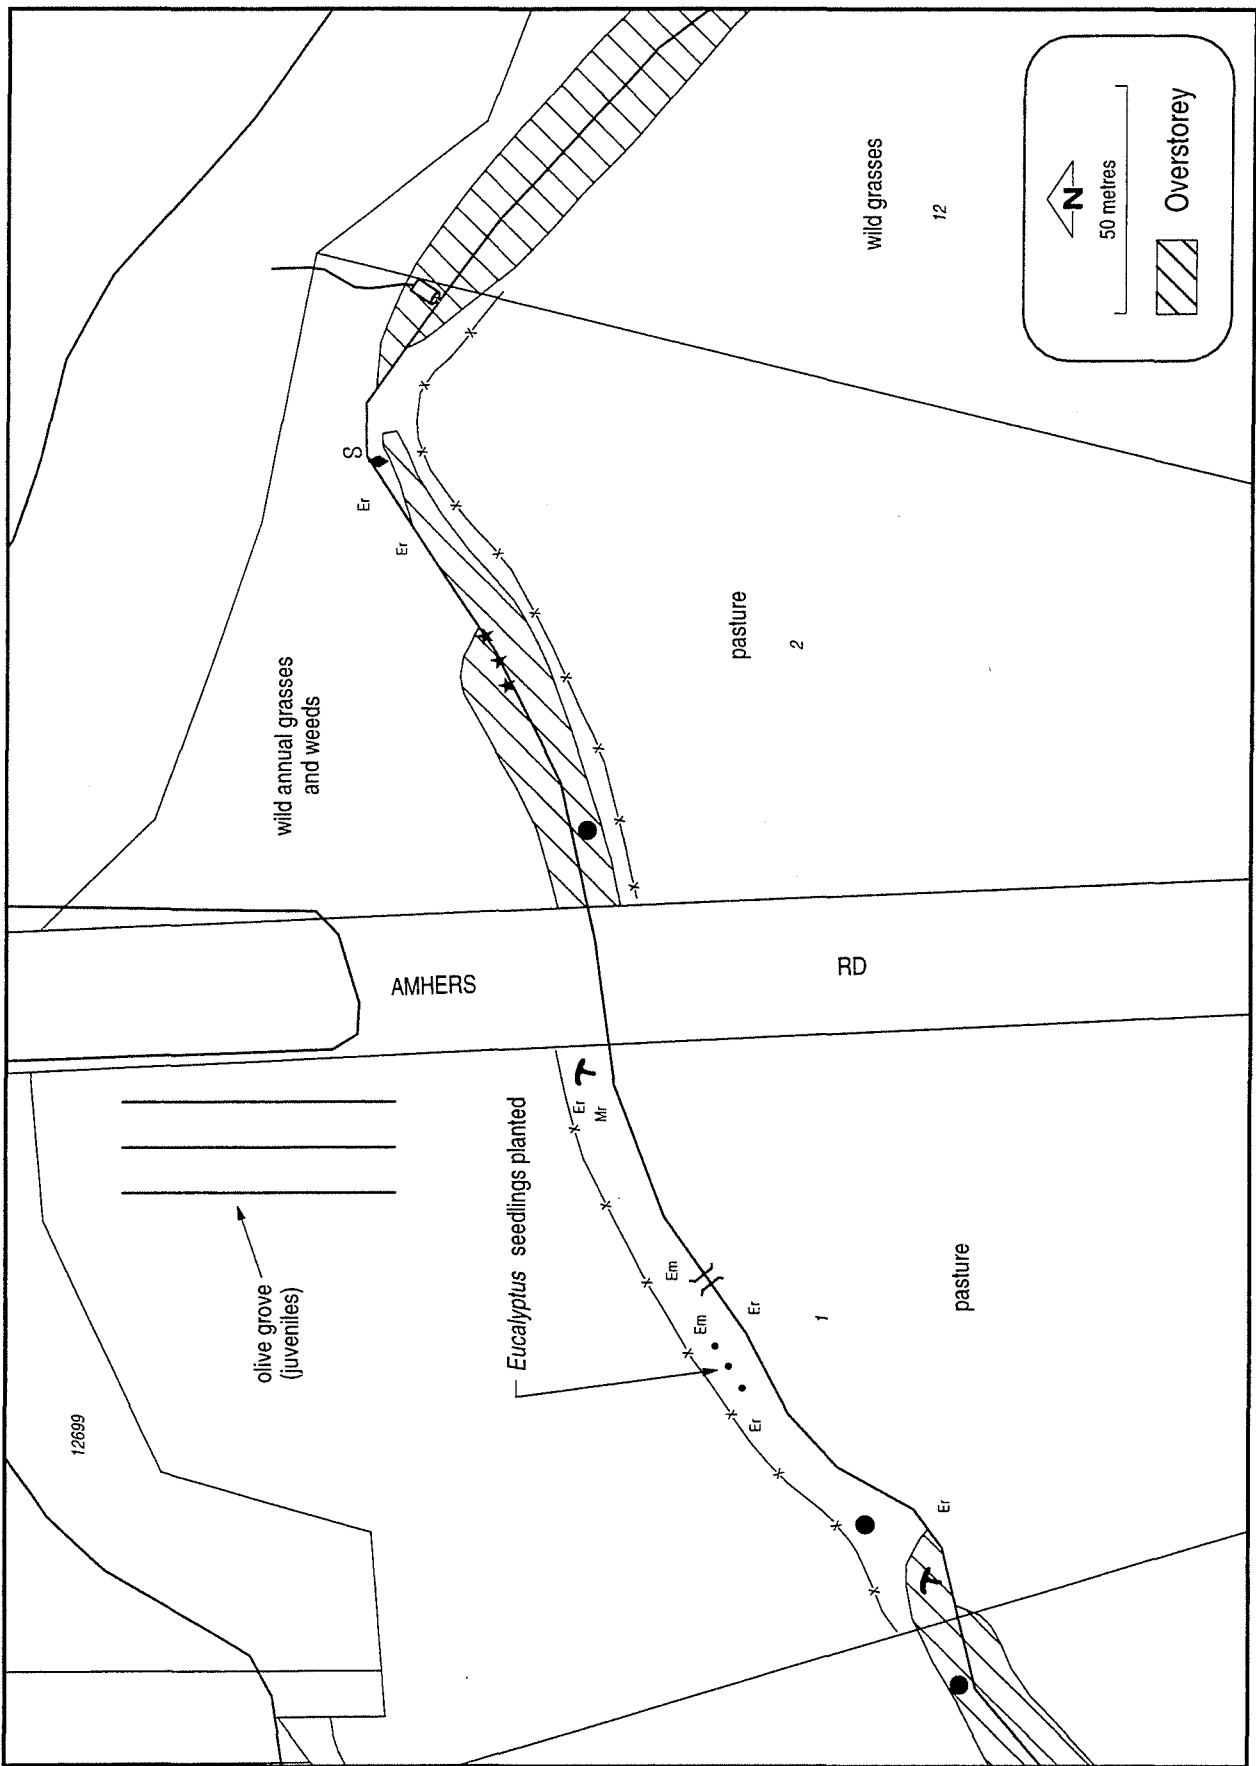 12699
olive grove
(juveniles)
wild annual grasses
and weeds
S
Er
Er
AMHERS
Eucalyptus seedlings planted
Er
Mr
Em
Em
Er
Er
pasture
2
1
RD
wild grasses
12
Er
pasture
N
50 metres
Overstorey